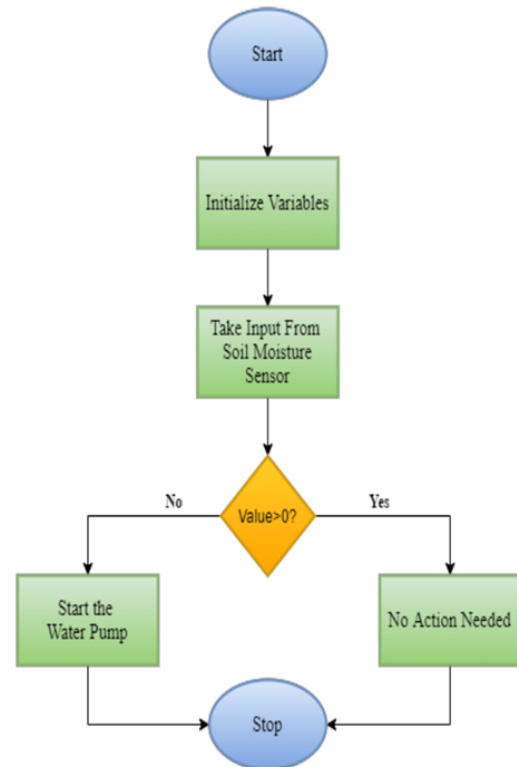 Start
Initialize Variables
Take Input From
Soil Moisture
Sensor
No
Value>0?
Yes
Start the
Water Pump
No Action Needed
Stop